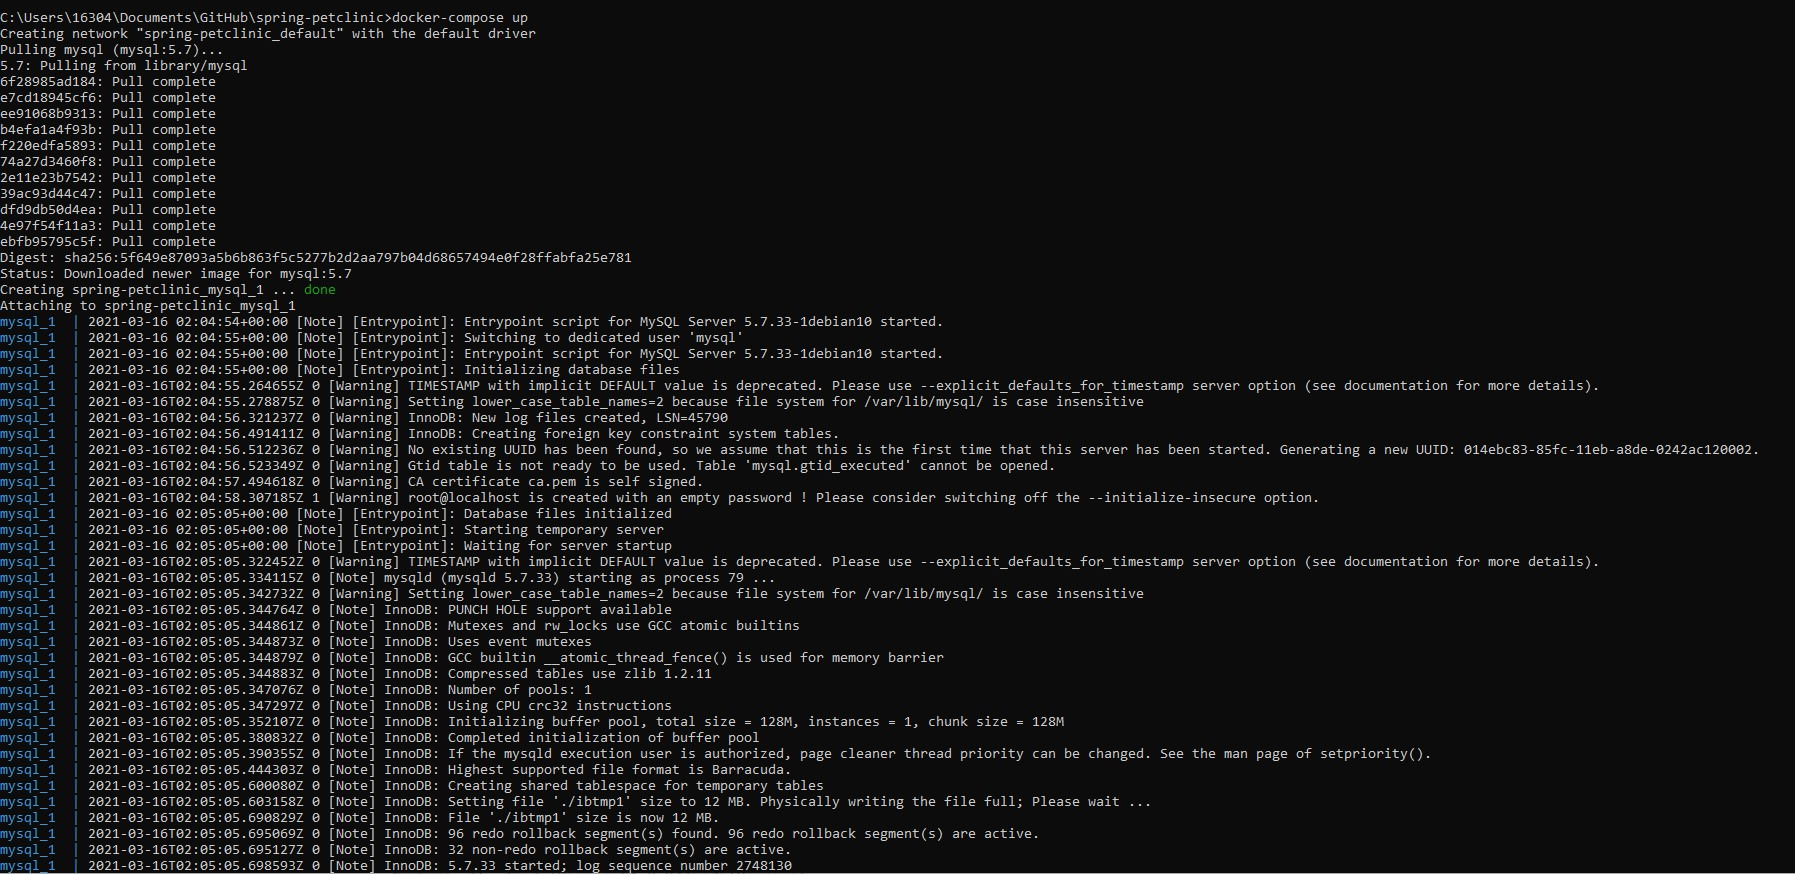 C:\Users\16304\Documents\GitHub\spring-petclinic>docker-compose up
Creating network "spring-petclinic_default" with the default driver
Pulling mysql (mysql:5.7)...
5.7: Pulling from library/mysql
6f28985ad184: Pull complete
e7cd18945cf6: Pull complete
ee91068b9313: Pull complete
b4efa1a4f93b: Pull complete
f220edfa5893: Pull complete
74a27d3460f8: Pull complete
2e11e23b7542: Pull complete
39ac93d44c47: Pull complete
dfd9db50d4ea: Pull complete
4e97f54f11a3: Pull complete
ebfb95795c5f: Pull complete
Digest: sha256:5f649e87093a5b6b863f5c5277b2d2aa797b04d68657494e0f28ffabfa25e781
Status: Downloaded newer image for mysql:5.7
Creating spring-petclinic_mysql_1 ... done
Attaching to spring-petclinic_mysql_1
mysql_1  | 2021-03-16 02:04:54+00:00 [Note] [Entrypoint]: Entrypoint script for MySQL Server 5.7.33-1debian10 started.
mysql_1  | 2021-03-16 02:04:55+00:00 [Note] [Entrypoint]: Switching to dedicated user 'mysql'
mysql_1  | 2021-03-16 02:04:55+00:00 [Note] [Entrypoint]: Entrypoint script for MySQL Server 5.7.33-1debian10 started.
mysql_1  | 2021-03-16 02:04:55+00:00 [Note] [Entrypoint]: Initializing database files
mysql_1  | 2021-03-16T02:04:55.264655Z 0 [Warning] TIMESTAMP with implicit DEFAULT value is deprecated. Please use --explicit_defaults_for_timestamp server option (see documentation for more details).
mysql_1  | 2021-03-16T02:04:55.278875Z 0 [Warning] Setting lower_case_table_names=2 because file system for /var/lib/mysql/ is case insensitive
mysql_1  | 2021-03-16T02:04:56.321237Z 0 [Warning] InnoDB: New log files created, LSN=45790
mysql_1  | 2021-03-16T02:04:56.491411Z 0 [Warning] InnoDB: Creating foreign key constraint system tables.
mysql_1  | 2021-03-16T02:04:56.512236Z 0 [Warning] No existing UUID has been found, so we assume that this is the first time that this server has been started. Generating a new UUID: 014ebc83-85fc-11eb-a8de-0242ac120002.
mysql_1  | 2021-03-16T02:04:56.523349Z 0 [Warning] Gtid table is not ready to be used. Table 'mysql.gtid_executed' cannot be opened.
mysql_1  | 2021-03-16T02:04:57.494618Z 0 [Warning] CA certificate ca.pem is self signed.
mysql_1  | 2021-03-16T02:04:58.307185Z 1 [Warning] root@localhost is created with an empty password ! Please consider switching off the --initialize-insecure option.
mysql_1  | 2021-03-16 02:05:05+00:00 [Note] [Entrypoint]: Database files initialized
mysql_1  | 2021-03-16 02:05:05+00:00 [Note] [Entrypoint]: Starting temporary server
mysql_1  | 2021-03-16 02:05:05+00:00 [Note] [Entrypoint]: Waiting for server startup
mysql_1  | 2021-03-16T02:05:05.322452Z 0 [Warning] TIMESTAMP with implicit DEFAULT value is deprecated. Please use --explicit_defaults_for_timestamp server option (see documentation for more details).
mysql_1  | 2021-03-16T02:05:05.334115Z 0 [Note] mysqld (mysqld 5.7.33) starting as process 79 ...
mysql_1  | 2021-03-16T02:05:05.342732Z 0 [Warning] Setting lower_case_table_names=2 because file system for /var/lib/mysql/ is case insensitive
mysql_1  | 2021-03-16T02:05:05.344764Z 0 [Note] InnoDB: PUNCH HOLE support available
mysql_1  | 2021-03-16T02:05:05.344861Z 0 [Note] InnoDB: Mutexes and rw_locks use GCC atomic builtins
mysql_1  | 2021-03-16T02:05:05.344873Z 0 [Note] InnoDB: Uses event mutexes
mysql_1  | 2021-03-16T02:05:05.344879Z 0 [Note] InnoDB: GCC builtin __atomic_thread_fence() is used for memory barrier
mysql_1  | 2021-03-16T02:05:05.344883Z 0 [Note] InnoDB: Compressed tables use zlib 1.2.11
mysql_1  | 2021-03-16T02:05:05.347076Z 0 [Note] InnoDB: Number of pools: 1
mysql_1  | 2021-03-16T02:05:05.347297Z 0 [Note] InnoDB: Using CPU crc32 instructions
mysql_1  | 2021-03-16T02:05:05.352107Z 0 [Note] InnoDB: Initializing buffer pool, total size = 128M, instances = 1, chunk size = 128M
mysql_1  | 2021-03-16T02:05:05.380832Z 0 [Note] InnoDB: Completed initialization of buffer pool
mysql_1  | 2021-03-16T02:05:05.390355Z 0 [Note] InnoDB: If the mysqld execution user is authorized, page cleaner thread priority can be changed. See the man page of setpriority().
mysql_1  | 2021-03-16T02:05:05.444303Z 0 [Note] InnoDB: Highest supported file format is Barracuda.
mysql_1  | 2021-03-16T02:05:05.600080Z 0 [Note] InnoDB: Creating shared tablespace for temporary tables
mysql_1  | 2021-03-16T02:05:05.603158Z 0 [Note] InnoDB: Setting file './ibtmp1' size to 12 MB. Physically writing the file full; Please wait ...
mysql_1  | 2021-03-16T02:05:05.690829Z 0 [Note] InnoDB: File './ibtmp1' size is now 12 MB.
mysql_1  | 2021-03-16T02:05:05.695069Z 0 [Note] InnoDB: 96 redo rollback segment(s) found. 96 redo rollback segment(s) are active.
mysql_1  | 2021-03-16T02:05:05.695127Z 0 [Note] InnoDB: 32 non-redo rollback segment(s) are active.
mysql_1  | 2021-03-16T02:05:05.698593Z 0 [Note] InnoDB: 5.7.33 started; log sequence number 2748130